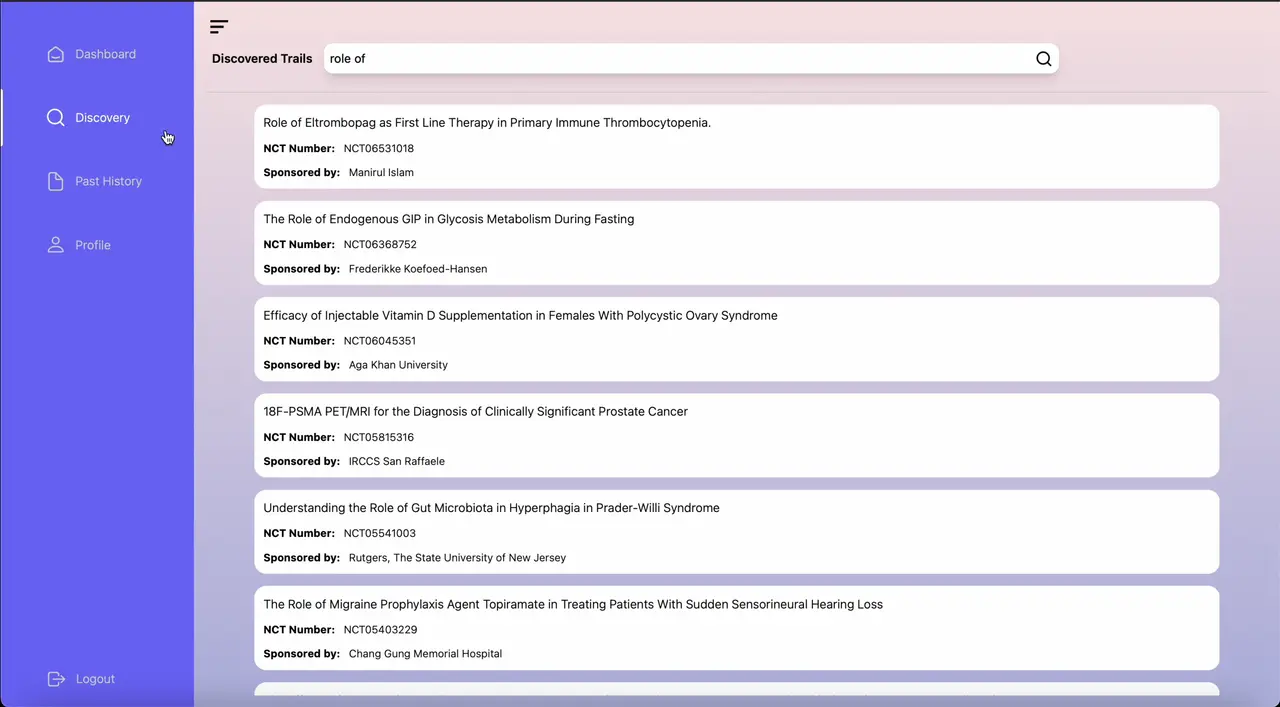 Dashboard
Discovery
Past History
Profile
Logout
Discovered Trails
role of
Role of Eltrombopag as First Line Therapy in Primary Immune Thrombocytopenia.
NCT Number: NCT06531018
Sponsored by: Manirul Islam
The Role of Endogenous GIP in Glycosis Metabolism During Fasting
NCT Number: NCT06368752
Sponsored by: Frederikke Koefoed-Hansen
Efficacy of Injectable Vitamin D Supplementation in Females With Polycystic Ovary Syndrome
NCT Number: NCT06045351
Sponsored by: Aga Khan University
18F-PSMA PET/MRI for the Diagnosis of Clinically Significant Prostate Cancer
NCT Number: NCT05815316
Sponsored by: IRCCS San Raffaele
Understanding the Role of Gut Microbiota in Hyperphagia in Prader-Willi Syndrome
NCT Number: NCT05541003
Sponsored by: Rutgers, The State University of New Jersey
The Role of Migraine Prophylaxis Agent Topiramate in Treating Patients With Sudden Sensorineural Hearing Loss
NCT Number: NCT05403229
Sponsored by: Chang Gung Memorial Hospital